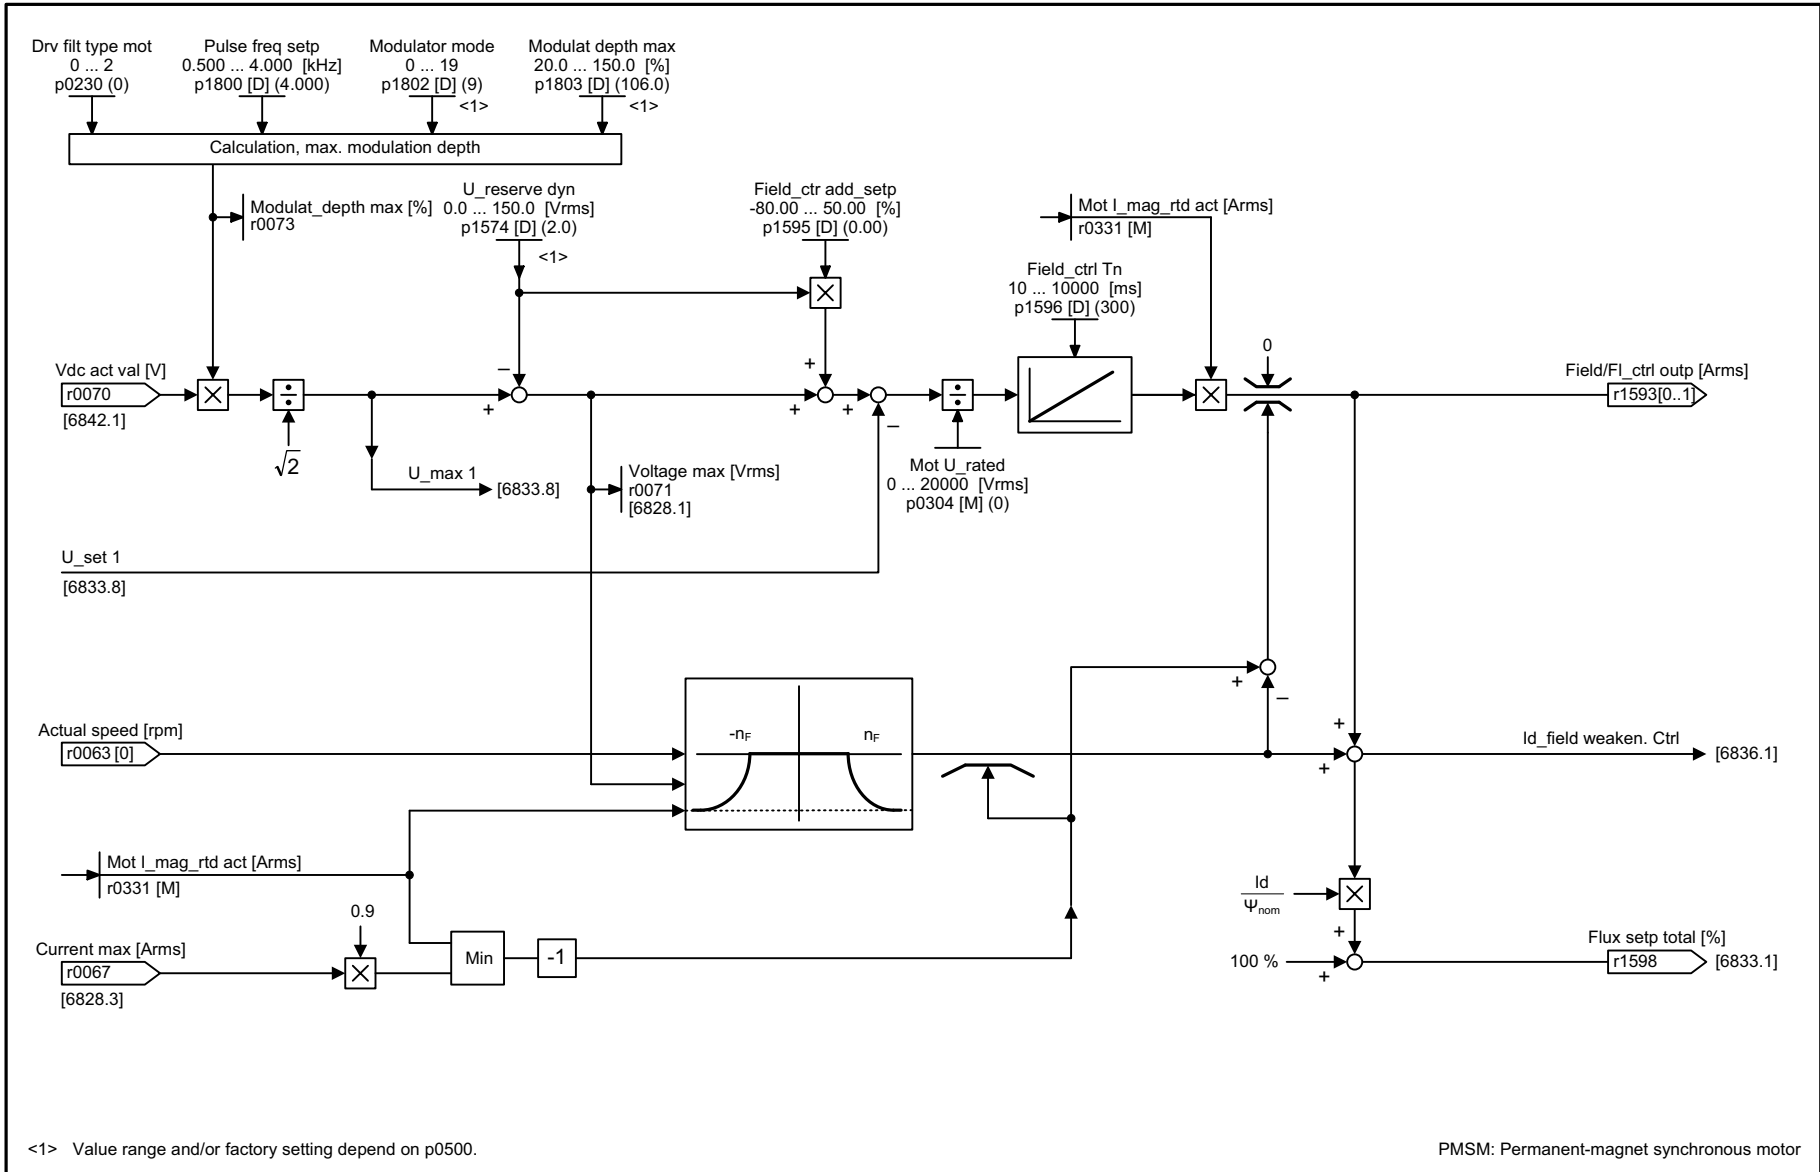 Drv filt type mot
0 ... 2
p0230 (0)
Pulse freq setp
0.500 ... 4.000 [kHz]
p1800 [D] (4.000)
Modulator mode
0 ... 19
p1802 [D] (9)
<1>
Modulat depth max
20.0 ... 150.0 [%]
p1803 [D] (106.0)
<1>
Calculation, max. modulation depth
Modulat_depth max [%]
r0073
U_reserve dyn
0.0 ... 150.0 [Vrms]
p1574 [D] (2.0)
<1>
Field_ctr add_setp
-80.00 ... 50.00 [%]
p1595 [D] (0.00)
×
Mot I_mag_rtd act [Arms]
r0331 [M]
Field_ctrl Tn
10 ... 10000 [ms]
p1596 [D] (300)
Vdc act val [V]
r0070
[6842.1]
×
÷
√2
–
+
+
+
+
–
÷
×
0
Field/Fl_ctrl outp [Arms]
r1593[0..1]
U_max 1
[6833.8]
Voltage max [Vrms]
r0071
[6828.1]
Mot U_rated
0 ... 20000 [Vrms]
p0304 [M] (0)
U_set 1
[6833.8]
+
–
Actual speed [rpm]
r0063 [0]
-nF
nF
+
+
Id_field weaken. Ctrl
[6836.1]
Mot I_mag_rtd act [Arms]
r0331 [M]
Id
Ψnom
×
0.9
Current max [Arms]
r0067
[6828.3]
×
Min
-1
100 %
+
+
Flux setp total [%]
r1598
[6833.1]
<1> Value range and/or factory setting depend on p0500.
PMSM: Permanent-magnet synchronous motor